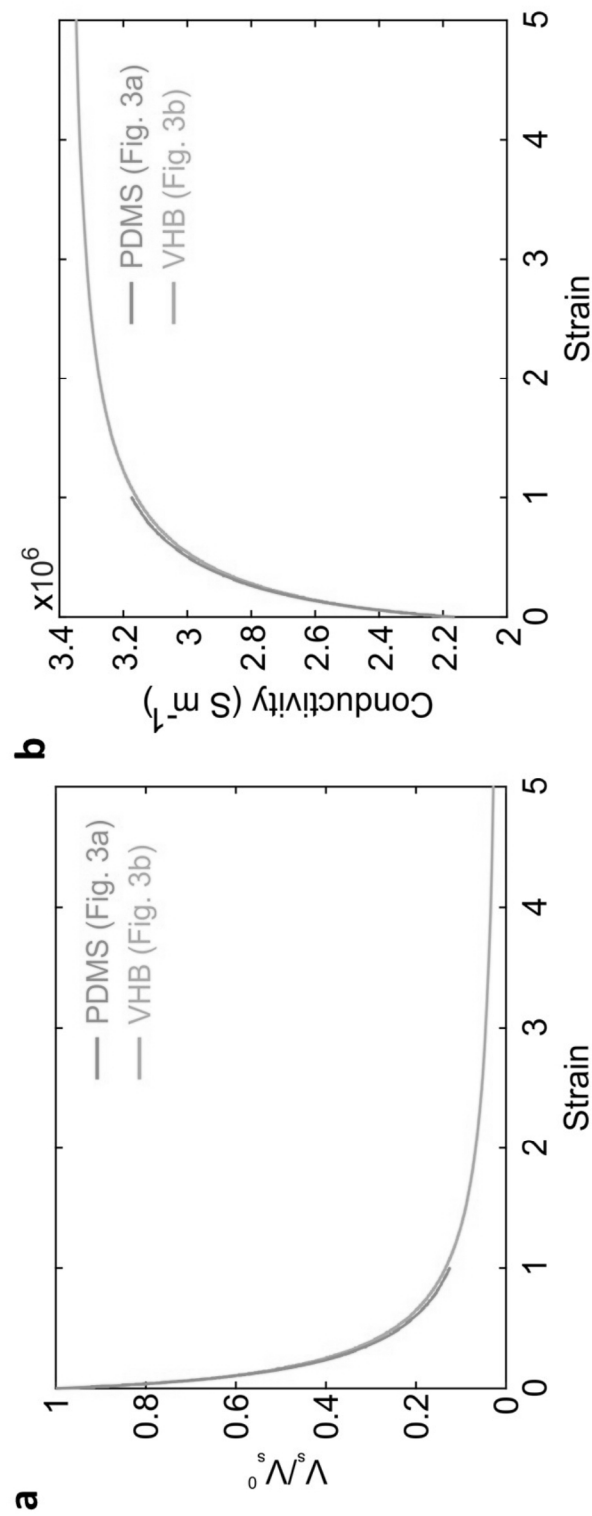 a
V_s/V_s^0
1
0.8
0.6
0.4
0.2
0
0 1 2 3 4 5
Strain
PDMS (Fig. 3a)
VHB (Fig. 3b)
b
x10^6
Conductivity (S m^-1)
3.4
3.2
3
2.8
2.6
2.4
2.2
2
0 1 2 3 4 5
Strain
PDMS (Fig. 3a)
VHB (Fig. 3b)